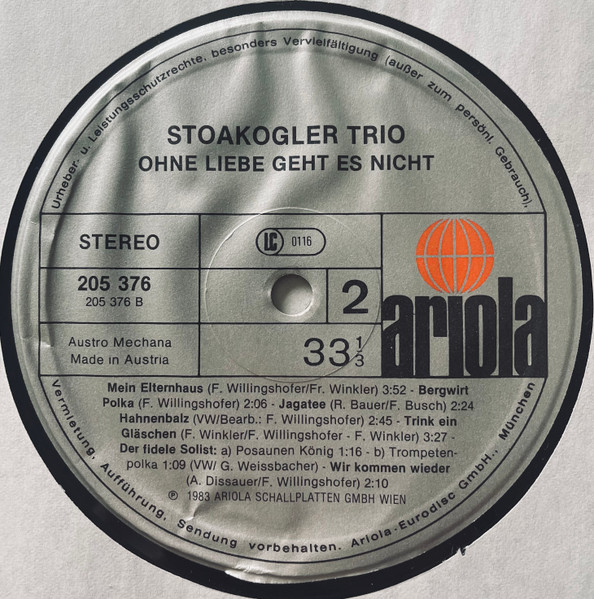 Urheber- u. Leistungsschutzrechte, besonders Vervielfältigung (außer zum persönl. Gebrauch),
STOAKOGLER TRIO
OHNE LIEBE GEHT ES NICHT
STEREO
LC 0116
205 376
205 376 B
2
ariola
Austro Mechana
Made in Austria
33 1/3
Mein Elternhaus (F. Willingshofer/Fr. Winkler) 3:52 - Bergwirt
Polka (F. Willingshofer) 2:06 - Jagatee (R. Bauer/F. Busch) 2:24
Hahnenbalz (VW/Bearb.: F. Willingshofer) 2:45 - Trink ein
Gläschen (F. Winkler/F. Willingshofer - F. Winkler) 3:27 -
Der fidele Solist: a) Posaunen König 1:16 - b) Trompeten-
polka 1:09 (VW/ G. Weissbacher) - Wir kommen wieder
(A. Dissauer/F. Willingshofer) 2:10
℗ 1983 ARIOLA SCHALLPLATTEN GMBH WIEN
Vermietung, Aufführung, Sendung vorbehalten. Ariola-Eurodisc GmbH., München